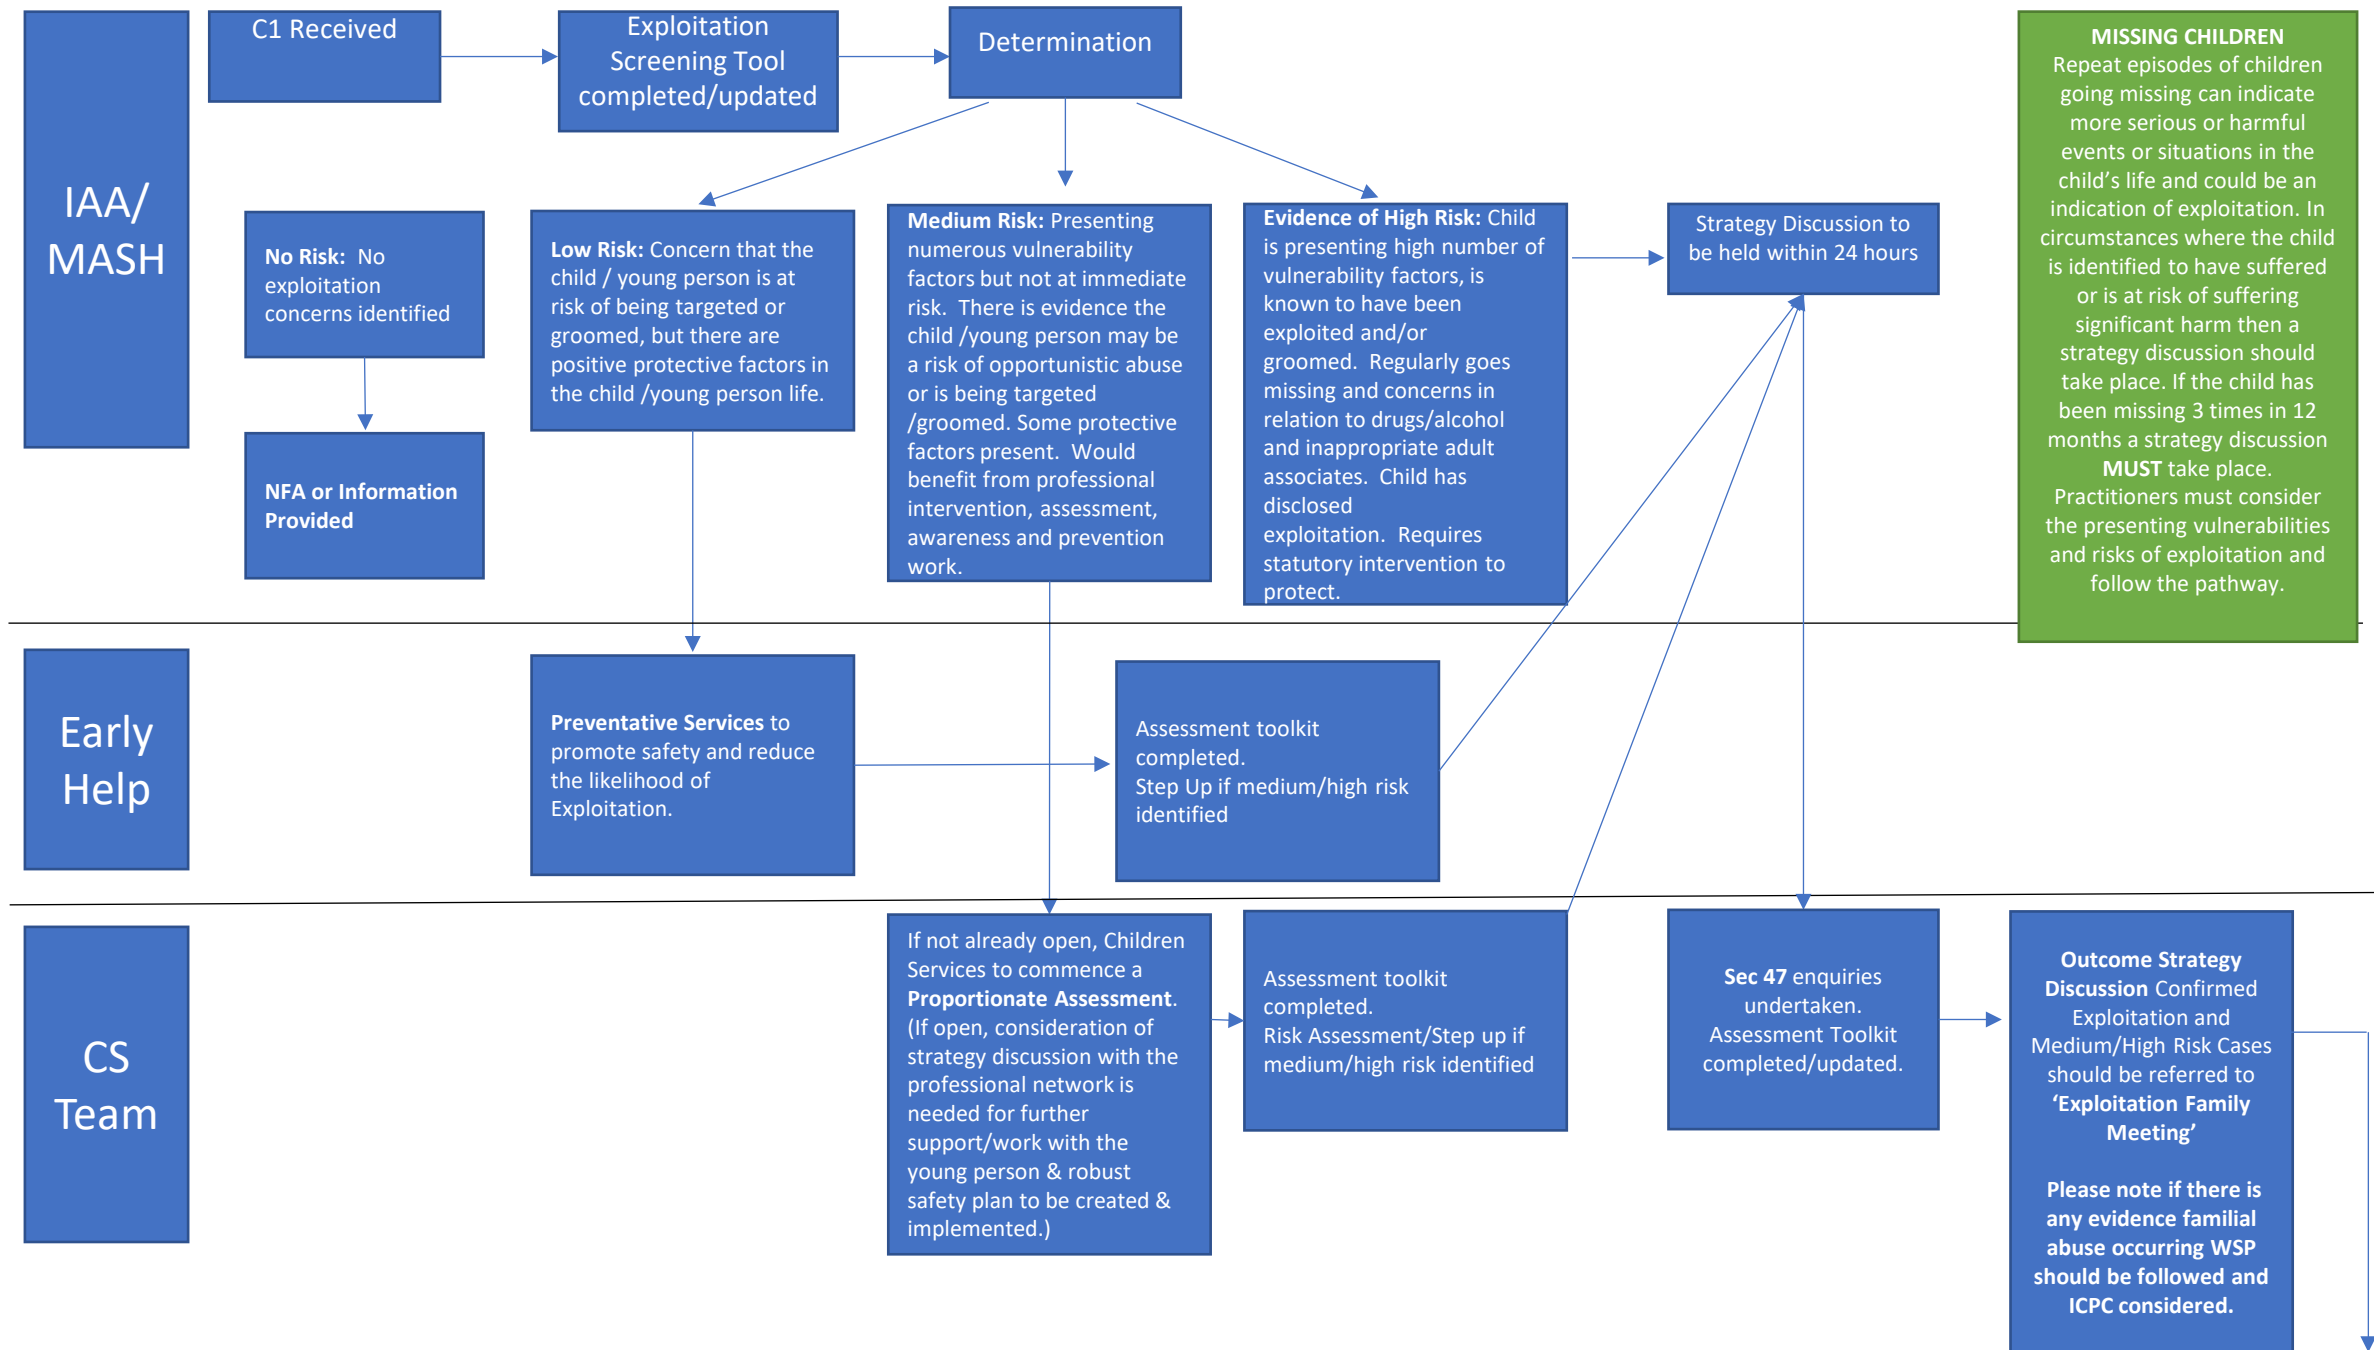 IAA/
MASH
C1 Received
Exploitation
Screening Tool
completed/updated
Determination
No Risk:  No
exploitation
concerns identified
NFA or Information
Provided
Low Risk: Concern that the
child / young person is at
risk of being targeted or
groomed, but there are
positive protective factors in
the child /young person life.
Medium Risk: Presenting
numerous vulnerability
factors but not at immediate
risk.  There is evidence the
child /young person may be
a risk of opportunistic abuse
or is being targeted
/groomed. Some protective
factors present.  Would
benefit from professional
intervention, assessment,
awareness and prevention
work.
Evidence of High Risk: Child
is presenting high number of
vulnerability factors, is
known to have been
exploited and/or
groomed.  Regularly goes
missing and concerns in
relation to drugs/alcohol
and inappropriate adult
associates.  Child has
disclosed
exploitation.  Requires
statutory intervention to
protect.
Strategy Discussion to
be held within 24 hours
MISSING CHILDREN
Repeat episodes of children
going missing can indicate
more serious or harmful
events or situations in the
child’s life and could be an
indication of exploitation. In
circumstances where the child
is identified to have suffered
or is at risk of suffering
significant harm then a
strategy discussion should
take place. If the child has
been missing 3 times in 12
months a strategy discussion
MUST take place.
Practitioners must consider
the presenting vulnerabilities
and risks of exploitation and
follow the pathway.
Early
Help
Preventative Services to
promote safety and reduce
the likelihood of
Exploitation.
Assessment toolkit
completed.
Step Up if medium/high risk
identified
CS
Team
If not already open, Children
Services to commence a
Proportionate Assessment.
(If open, consideration of
strategy discussion with the
professional network is
needed for further
support/work with the
young person & robust
safety plan to be created &
implemented.)
Assessment toolkit
completed.
Risk Assessment/Step up if
medium/high risk identified
Sec 47 enquiries
undertaken.
Assessment Toolkit
completed/updated.
Outcome Strategy
Discussion Confirmed
Exploitation and
Medium/High Risk Cases
should be referred to
‘Exploitation Family
Meeting’
Please note if there is
any evidence familial
abuse occurring WSP
should be followed and
ICPC considered.